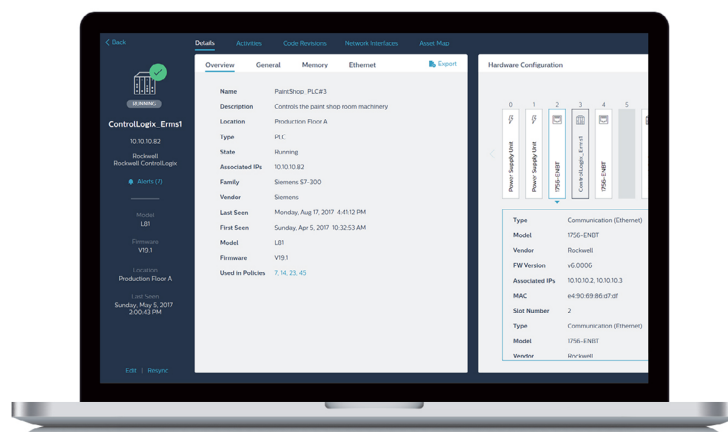 < Back
Details Activities Code Revisions Network Interfaces Asset Map
RUNNING
ControlLogix_Erms1
10.10.10.82
Rockwell
Rockwell ControlLogix
Alerts (7)
Model
L81
Firmware
V19.1
Location
Production Floor A
Last Seen
Sunday, May 5, 2017
2:00:43 PM
Edit | Resync
Overview General Memory Ethernet Export
Name PaintShop_PLC#3
Description Controls the paint shop room machinery
Location Production Floor A
Type PLC
State Running
Associated IPs 10.10.10.82
Family Siemens S7-300
Vendor Siemens
Last Seen Monday, Aug 17, 2017 4:41:12 PM
First Seen Sunday, Apr 5, 2017 10:32:53 AM
Model L81
Firmware V19.1
Used in Policies 7, 14, 23, 45
Hardware Configuration
0 1 2 3 4 5
Power Supply Unit
Power Supply Unit
1756-ENBT
ControlLogix_Erms1
1756-ENBT
Type Communication (Ethernet)
Model 1756-ENBT
Vendor Rockwell
FW Version v6.0006
Associated IPs 10.10.10.2, 10.10.10.3
MAC e4:90:69:86:d7:df
Slot Number 2
Type Communication (Ethernet)
Model 1756-ENBT
Vendor Rockwell